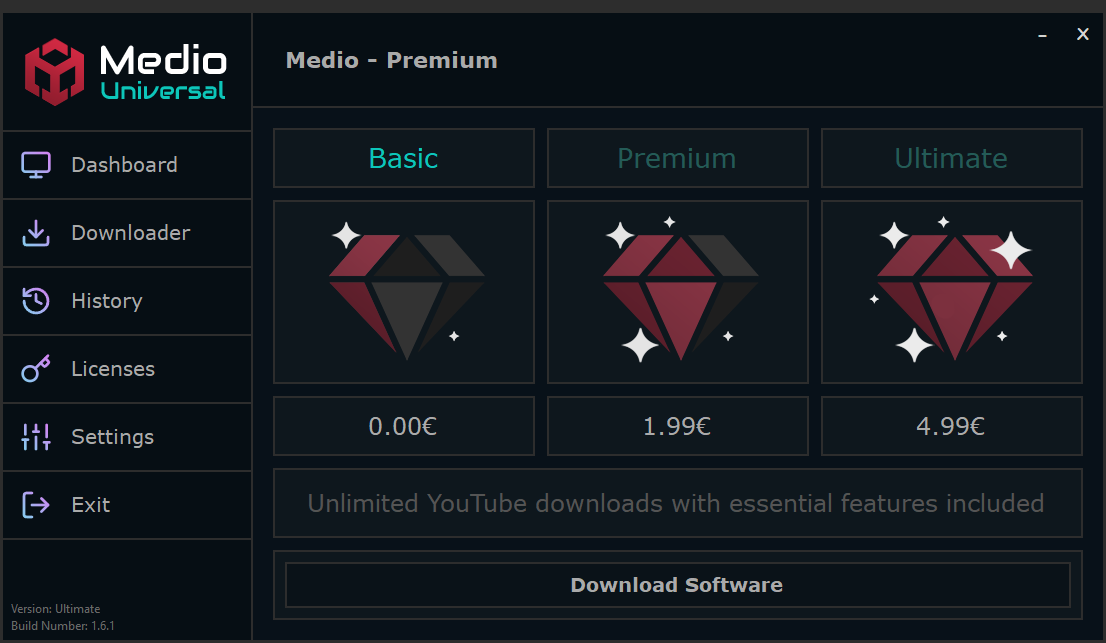 Medio
Universal
Medio - Premium
Dashboard
Downloader
History
Licenses
Settings
Exit
Version: Ultimate
Build Number: 1.6.1
Basic
Premium
Ultimate
0.00€
1.99€
4.99€
Unlimited YouTube downloads with essential features included
Download Software